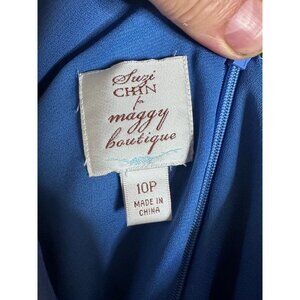 Suzi
CHIN
for
maggy
boutique
10P
MADE IN
CHINA